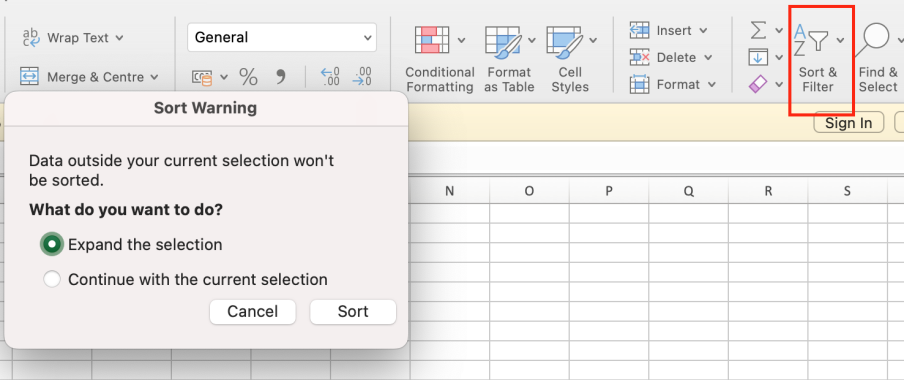 Wrap Text
General
Merge & Centre
%
.00
.00
Conditional
Formatting
Format
as Table
Cell
Styles
Insert
Delete
Format
Sort &
Filter
Find &
Select
Sign In
Sort Warning
Data outside your current selection won't
be sorted.
What do you want to do?
Expand the selection
Continue with the current selection
Cancel
Sort
N O P Q R S